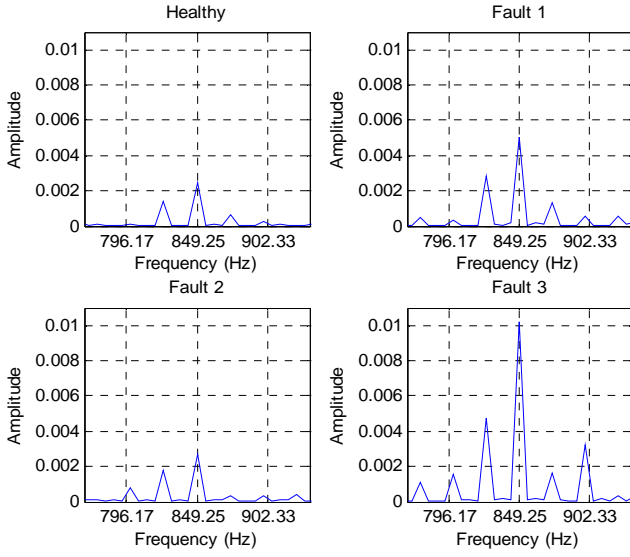 Healthy
Amplitude
0.01
0.008
0.006
0.004
0.002
0
796.17 849.25 902.33
Frequency (Hz)
Fault 1
Amplitude
0.01
0.008
0.006
0.004
0.002
0
796.17 849.25 902.33
Frequency (Hz)
Fault 2
Amplitude
0.01
0.008
0.006
0.004
0.002
0
796.17 849.25 902.33
Frequency (Hz)
Fault 3
Amplitude
0.01
0.008
0.006
0.004
0.002
0
796.17 849.25 902.33
Frequency (Hz)